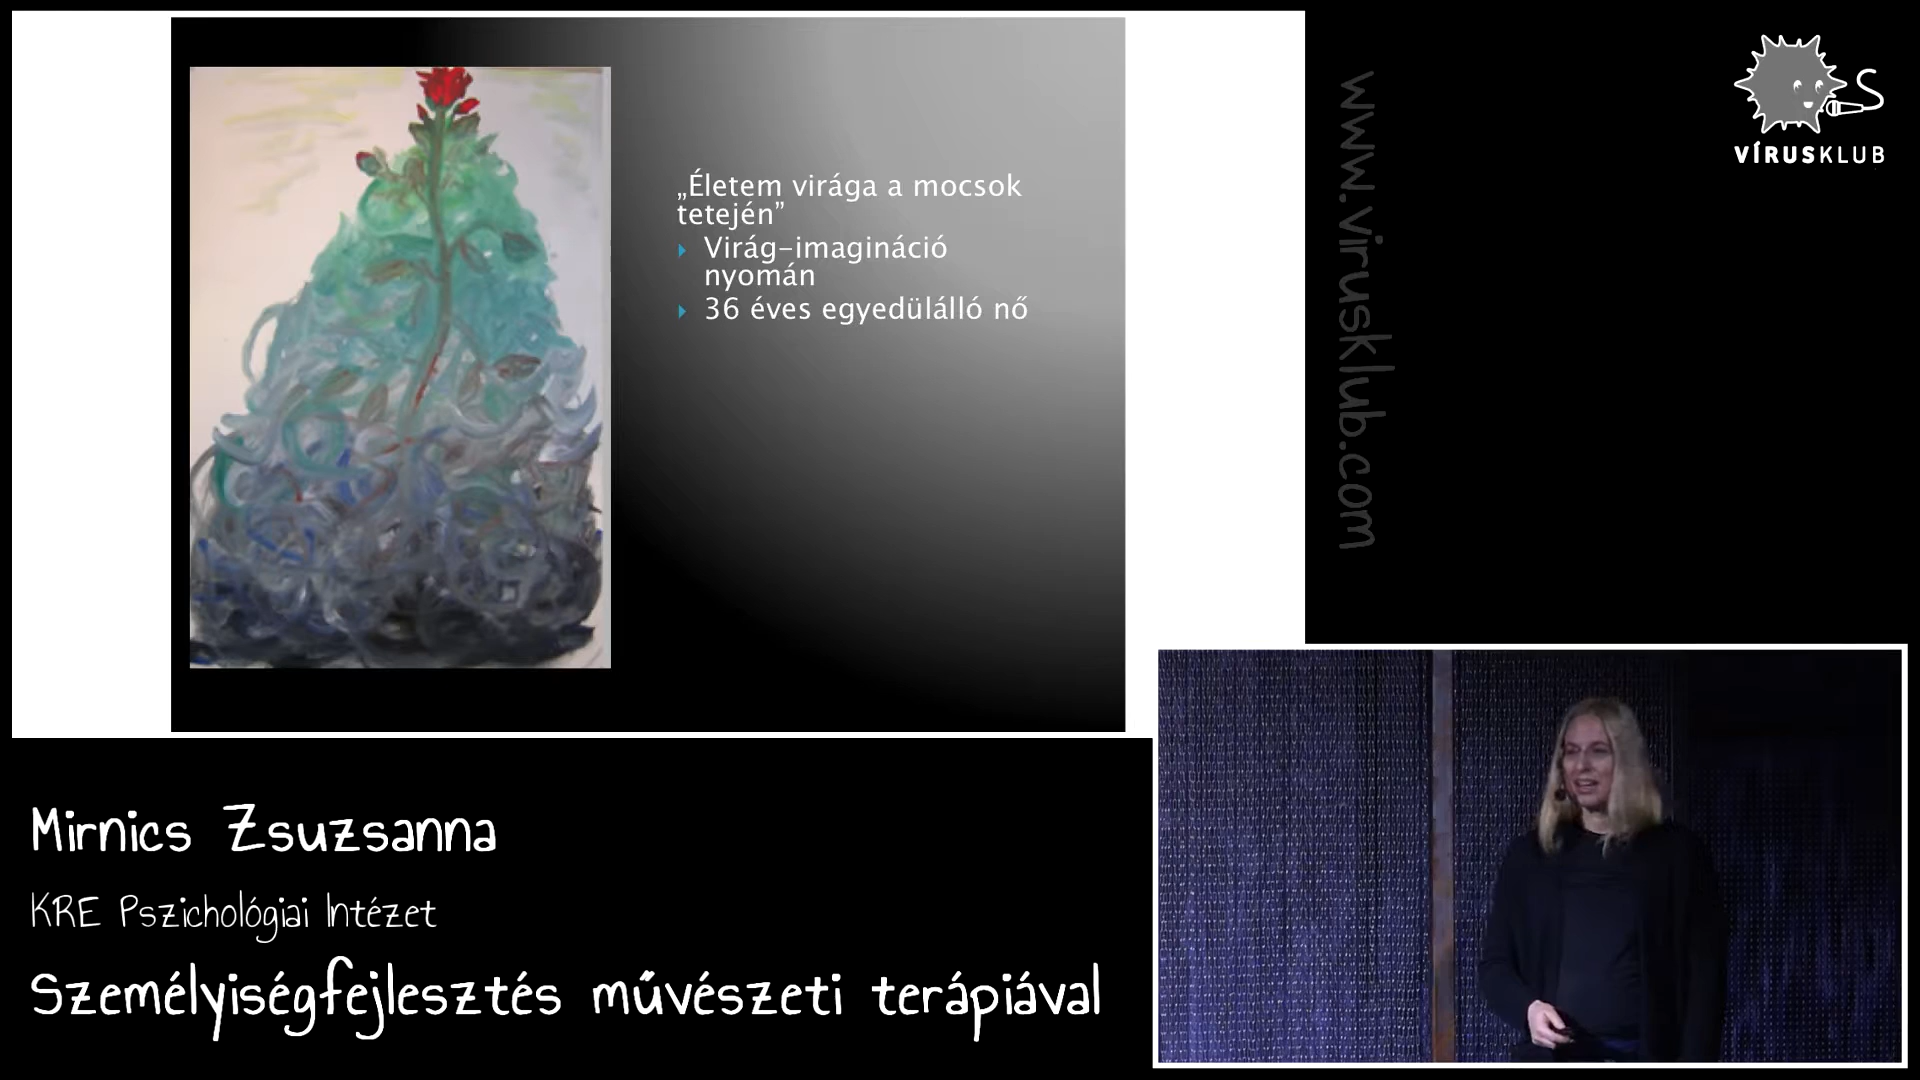 „Életem virága a mocsok
tetején”
Virág-imagináció
nyomán
36 éves egyedülálló nő
www.virusklub.com
VÍRUSKLUB
Mirnics Zsuzsanna
KRE Pszichológiai Intézet
Személyiségfejlesztés művészeti terápiával